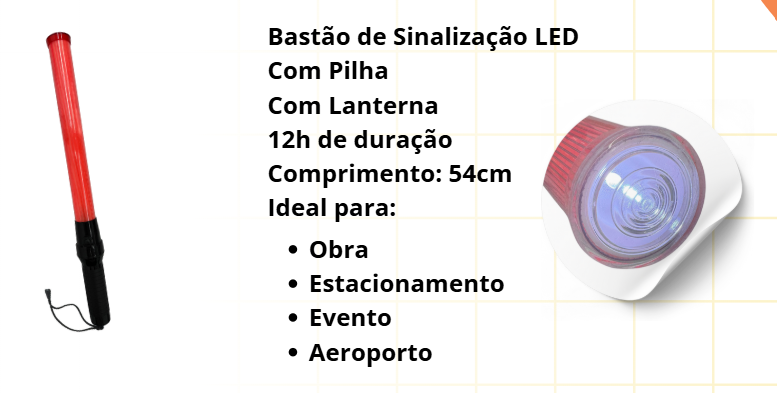 Bastão de Sinalização LED
Com Pilha
Com Lanterna
12h de duração
Comprimento: 54cm
Ideal para:
• Obra
• Estacionamento
• Evento
• Aeroporto